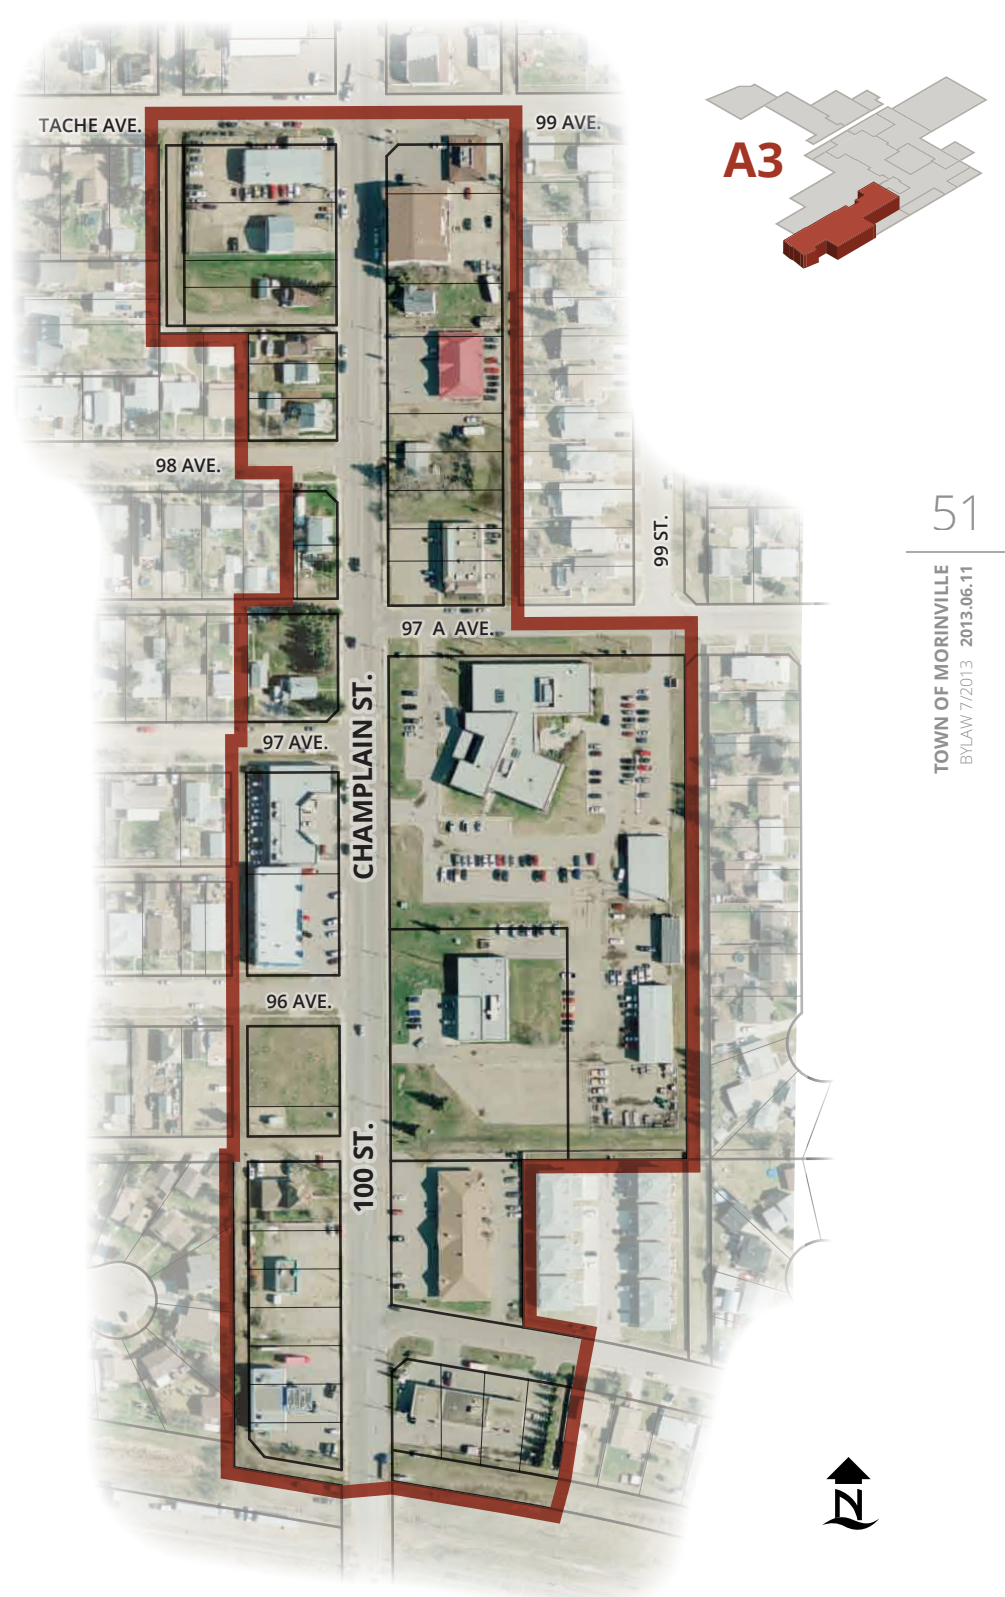 TACHE AVE.
99 AVE.
A3
98 AVE.
99 ST.
97 A AVE.
CHAMPLAIN ST.
97 AVE.
96 AVE.
100 ST.
51
TOWN OF MORINVILLE 2013.06.11
BYLAW 7/2013
N